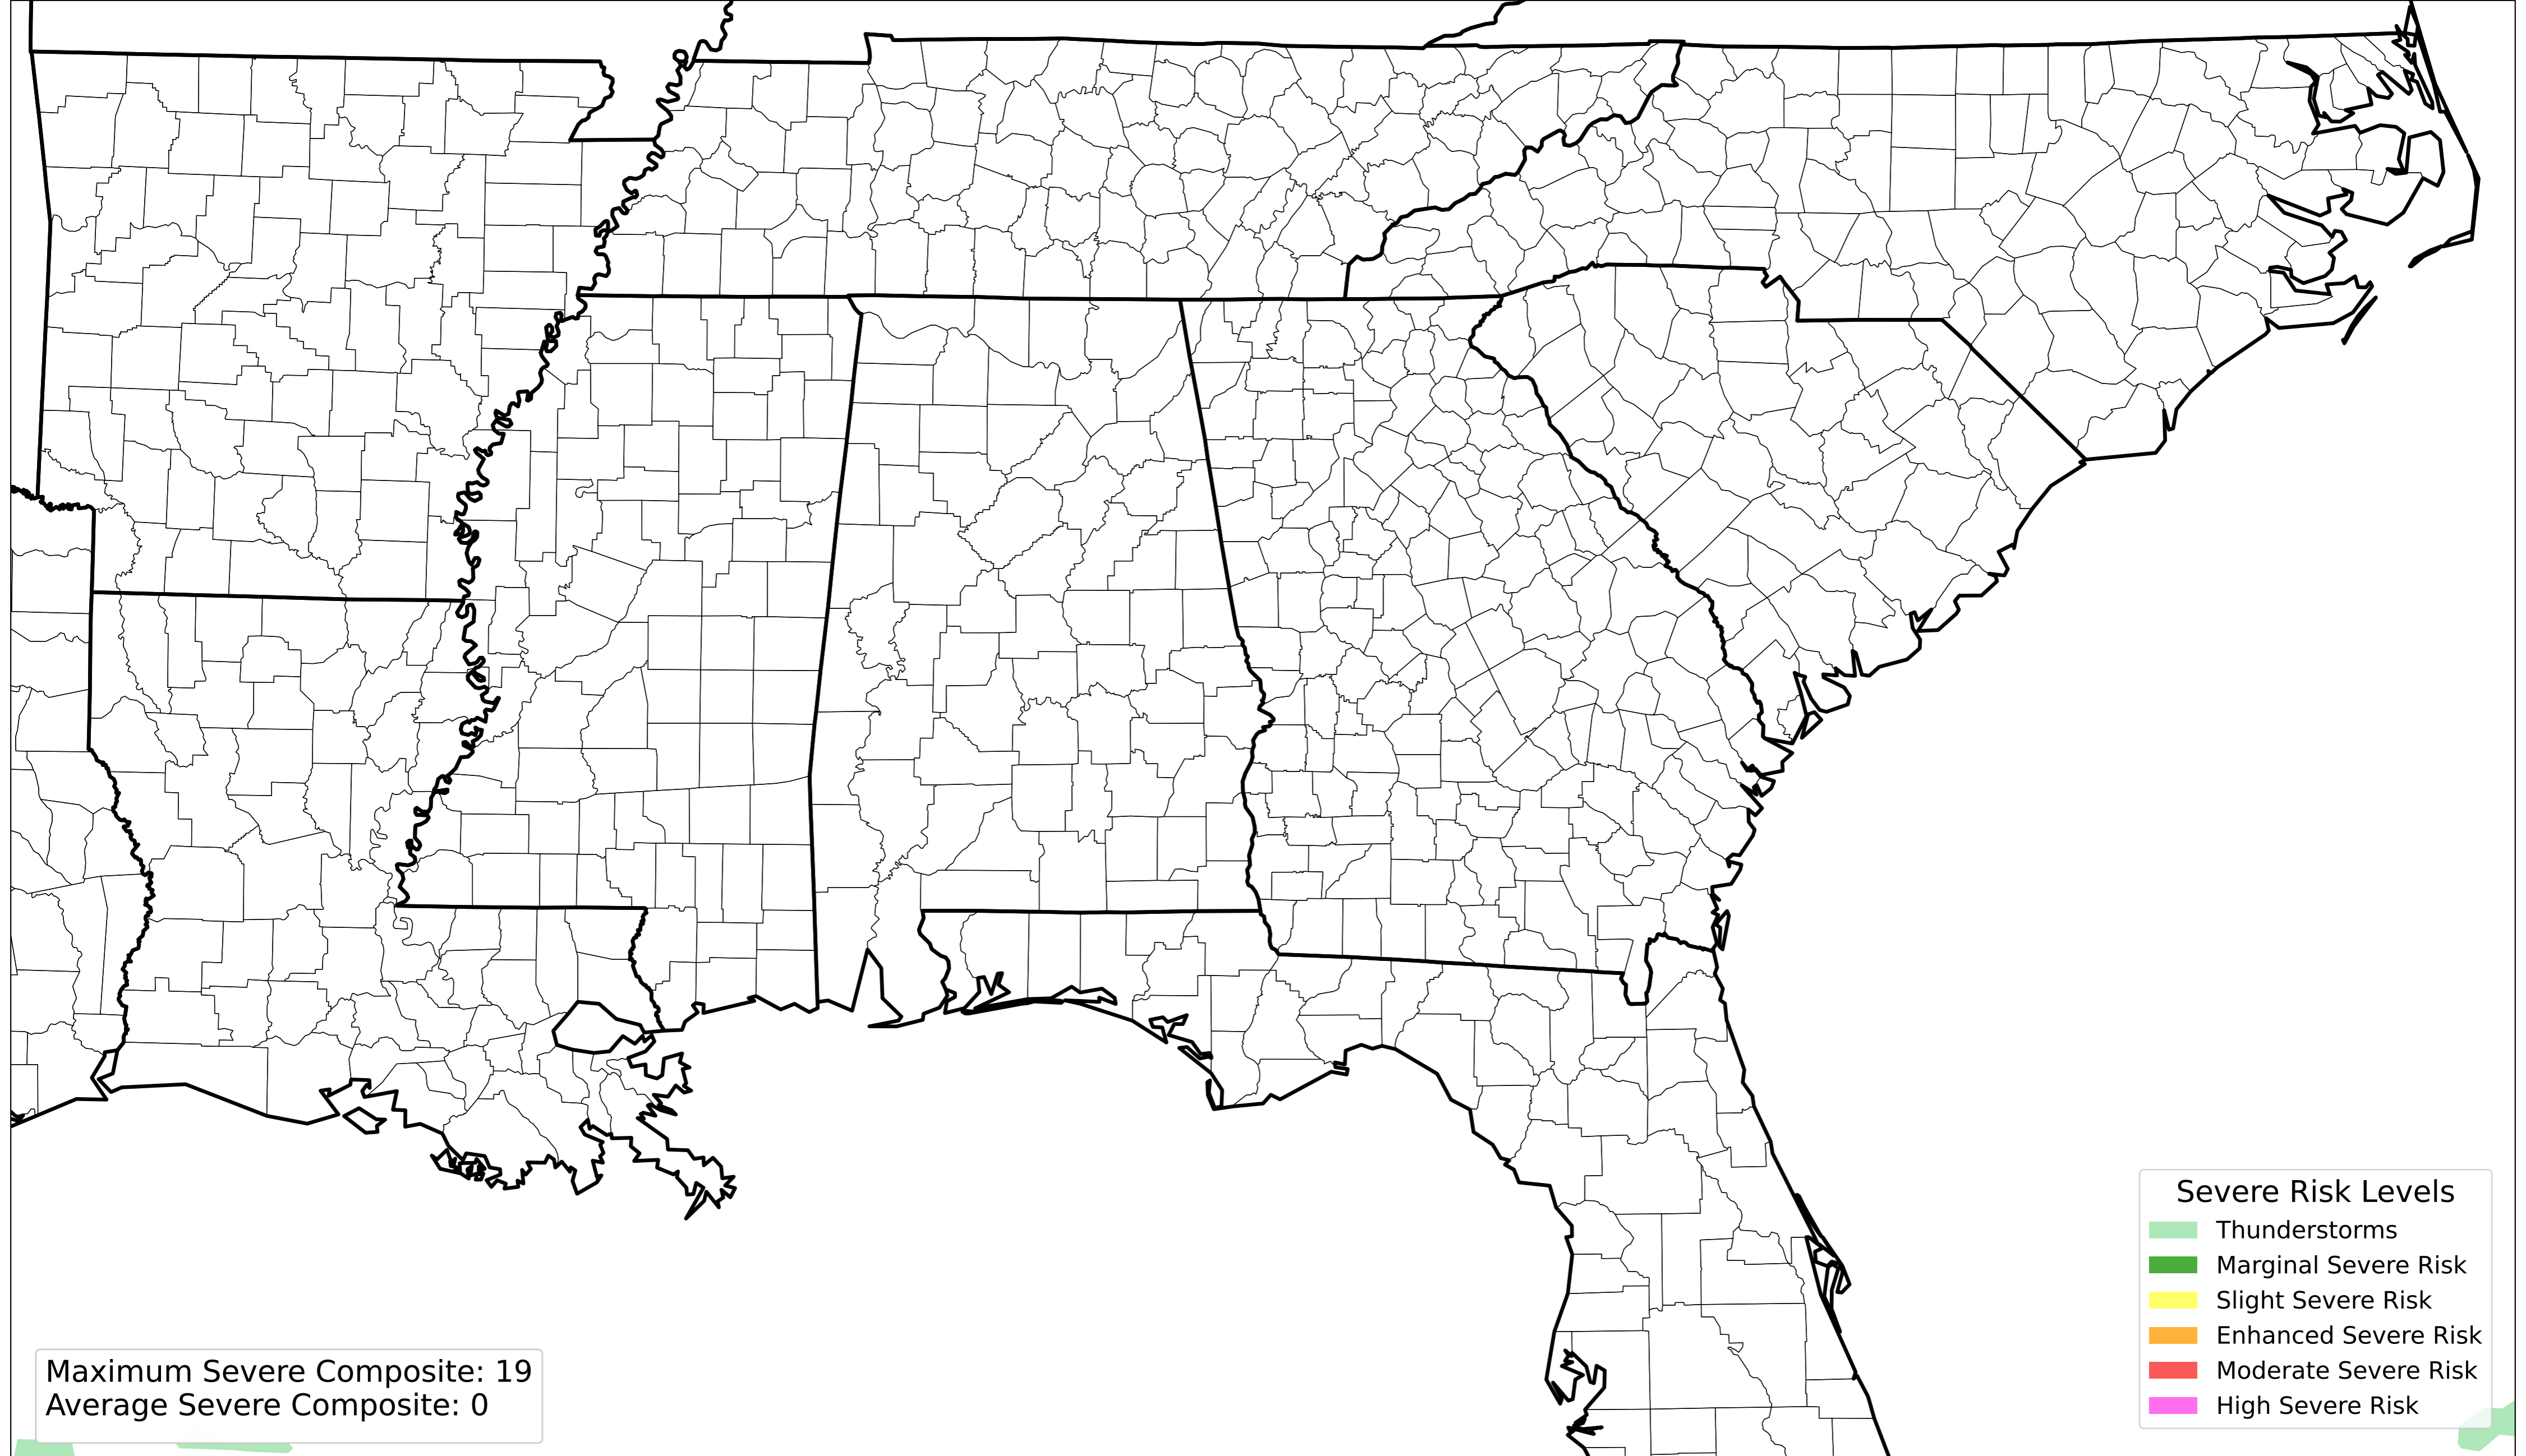 Severe Risk Levels
Thunderstorms
Marginal Severe Risk
Slight Severe Risk
Enhanced Severe Risk
Moderate Severe Risk
High Severe Risk
Maximum Severe Composite: 19
Average Severe Composite: 0